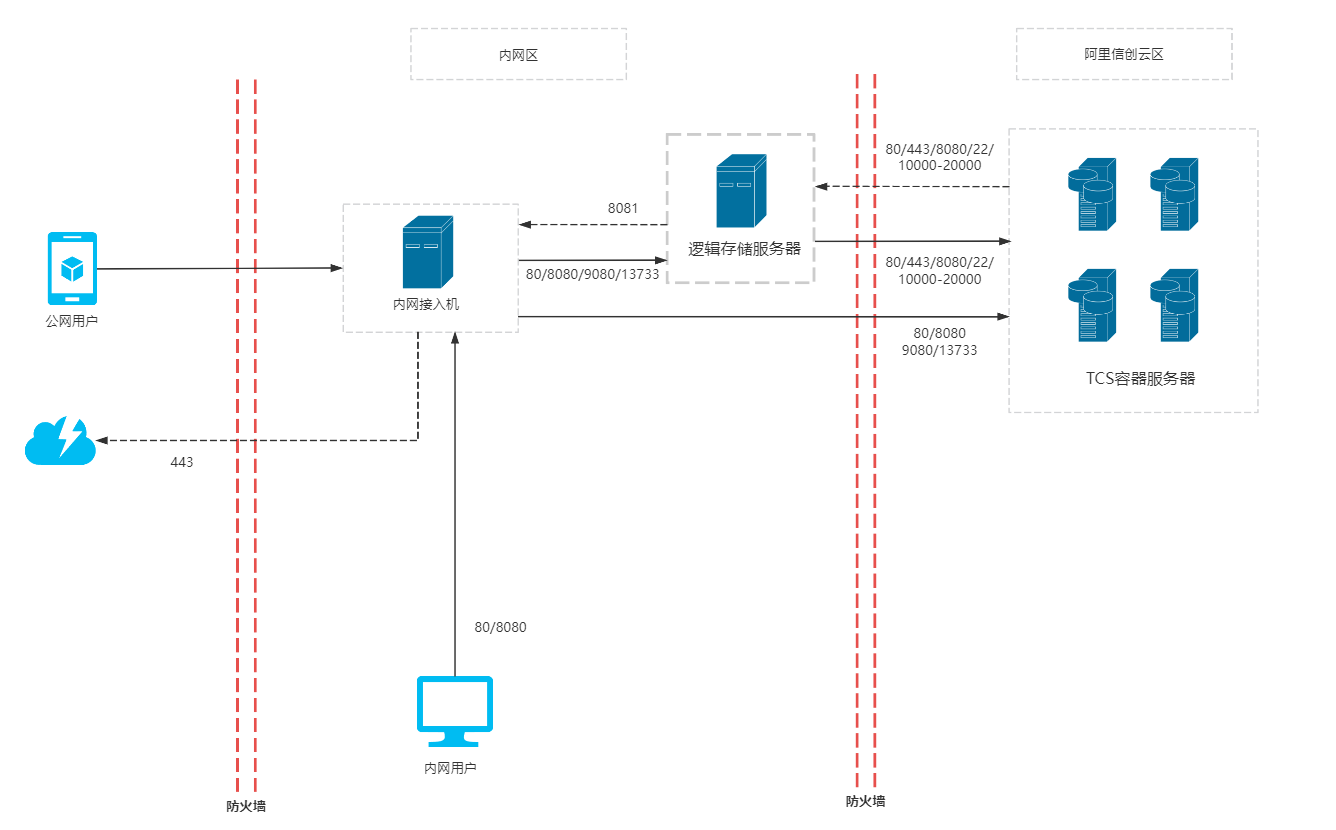 内网区
阿里信创云区
80/443/8080/22/
10000-20000
8081
逻辑存储服务器
80/8080/9080/13733
80/443/8080/22/
10000-20000
内网接入机
公网用户
80/8080
9080/13733
TCS容器服务器
443
80/8080
内网用户
防火墙
防火墙